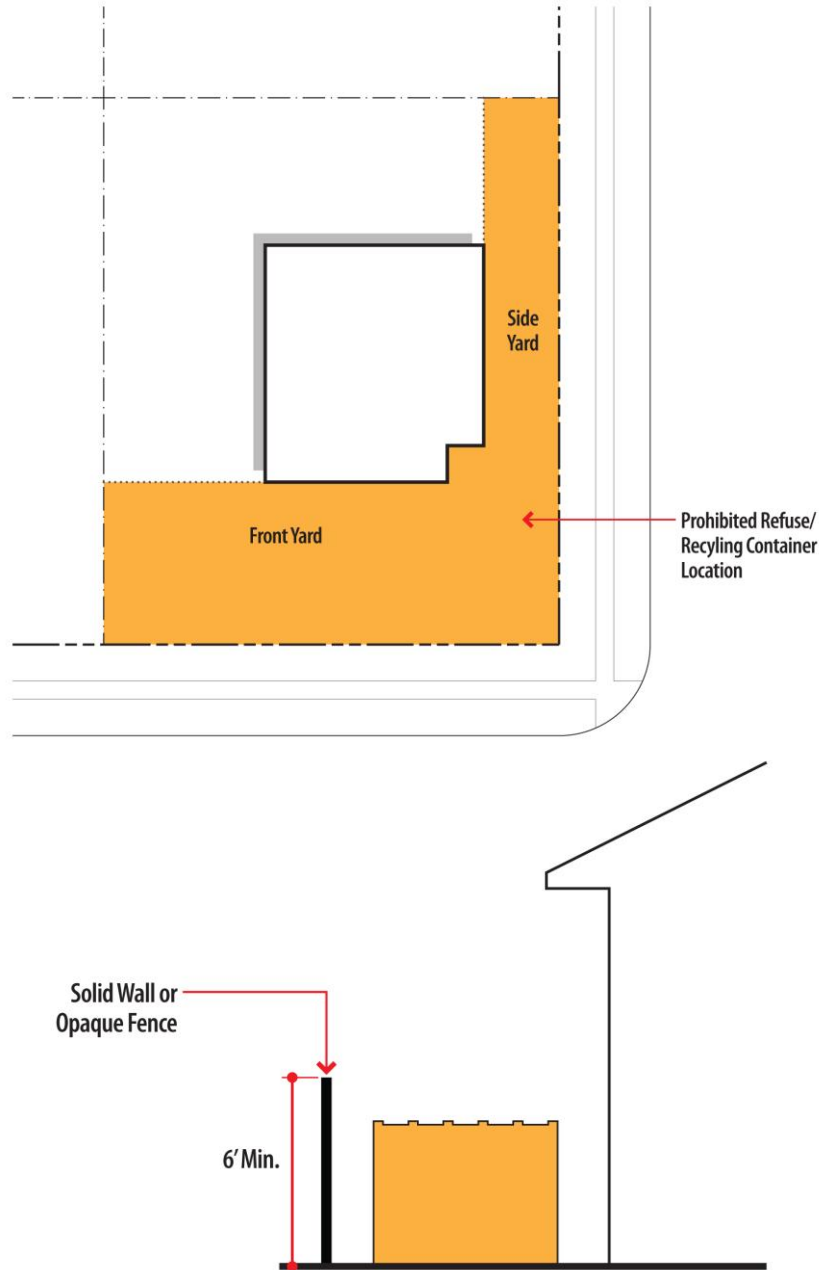 Side
Yard
Front Yard
Prohibited Refuse/
Recyling Container
Location
Solid Wall or
Opaque Fence
6' Min.